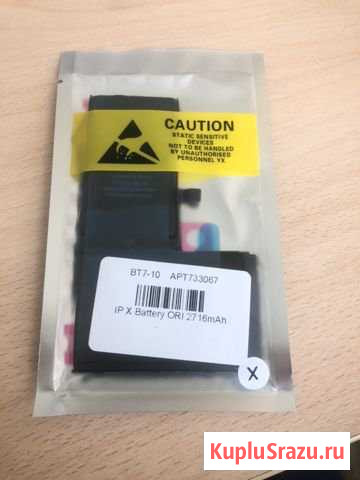 CAUTION
STATIC SENSITIVE
DEVICES
NOT TO BE HANDLED
BY UNAUTHORISED
PERSONNEL YX
BT7-10 APT733067
IP X Battery ORI 2716mAh
X
KupluSrazu.ru